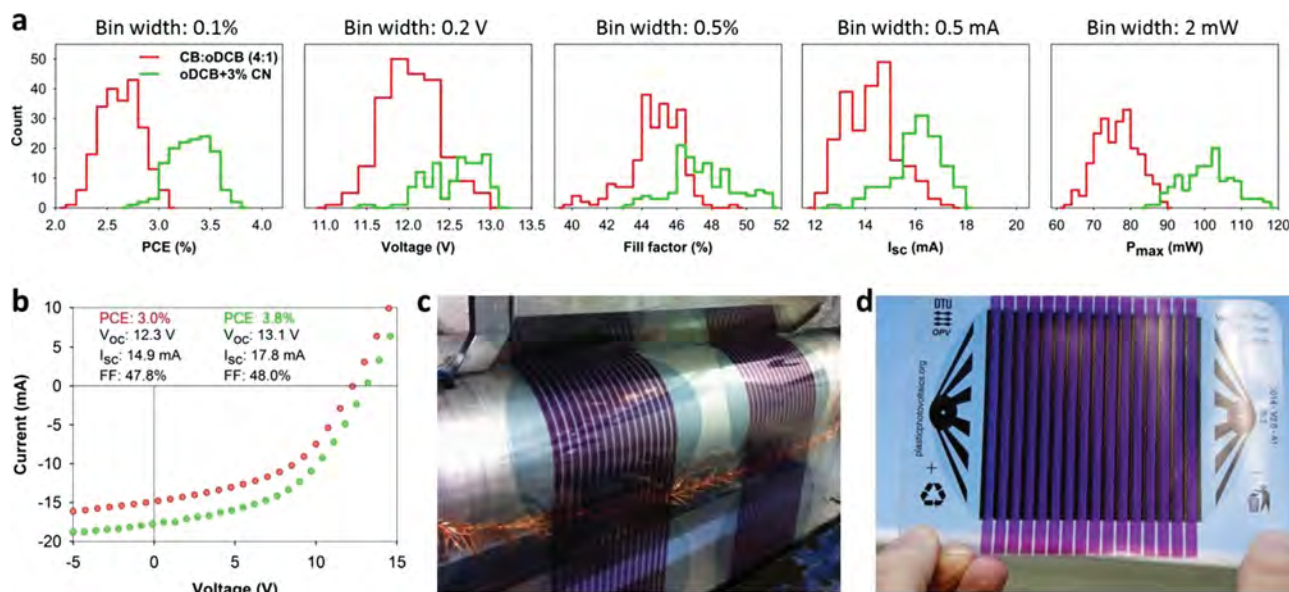 a
Bin width: 0.1%
Bin width: 0.2 V
Bin width: 0.5%
Bin width: 0.5 mA
Bin width: 2 mW
CB:oDCB (4:1)
oDCB+3% CN
Count
50
40
30
20
10
0
2.0 2.5 3.0 3.5 4.0
PCE (%)
11.0 11.5 12.0 12.5 13.0 13.5
Voltage (V)
40 42 44 46 48 50 52
Fill factor (%)
12 14 16 18 20
Isc (mA)
60 70 80 90 100 110 120
Pmax (mW)
b
PCE: 3.0%
VOC: 12.3 V
ISC: 14.9 mA
FF: 47.8%
PCE: 3.8%
VOC: 13.1 V
ISC: 17.8 mA
FF: 48.0%
Current (mA)
10
5
0
-5
-10
-15
-20
-5 0 5 10 15
Voltage (V)
c
d
DTU
OPV
plasticphotovoltaics.org
+